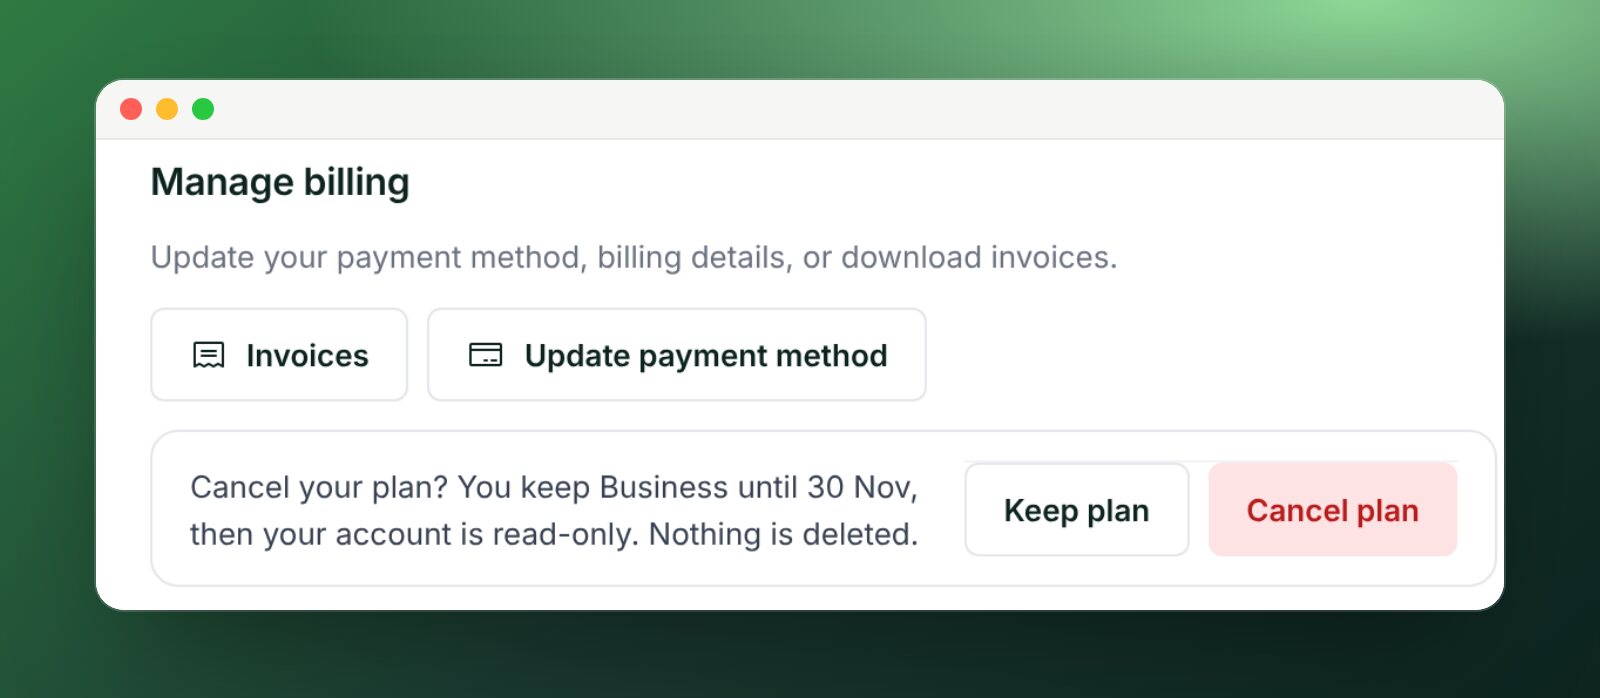 Manage billing
Update your payment method, billing details, or download invoices.
Invoices
Update payment method
Cancel your plan? You keep Business until 30 Nov,
then your account is read-only. Nothing is deleted.
Keep plan
Cancel plan